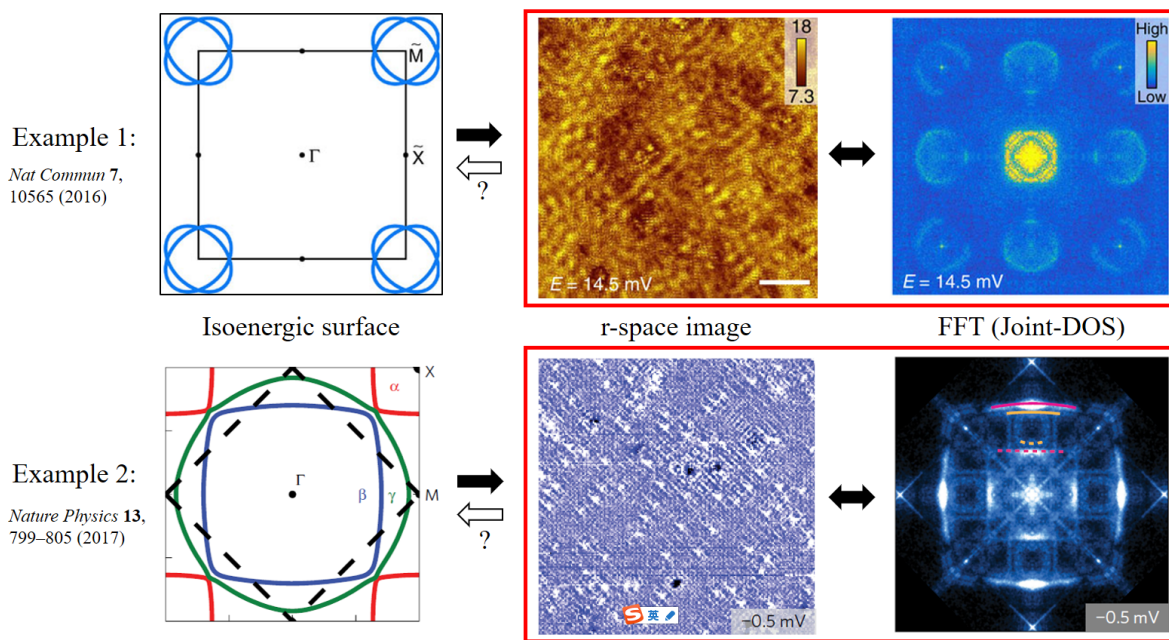 Example 1:
Nat Commun 7,
10565 (2016)
M̃
Γ
X̃
?
18
7.3
E = 14.5 mV
High
Low
E = 14.5 mV
Isoenergic surface
r-space image
FFT (Joint-DOS)
Example 2:
Nature Physics 13,
799–805 (2017)
X
α
Γ
β
γ
M
?
S 英
−0.5 mV
−0.5 mV